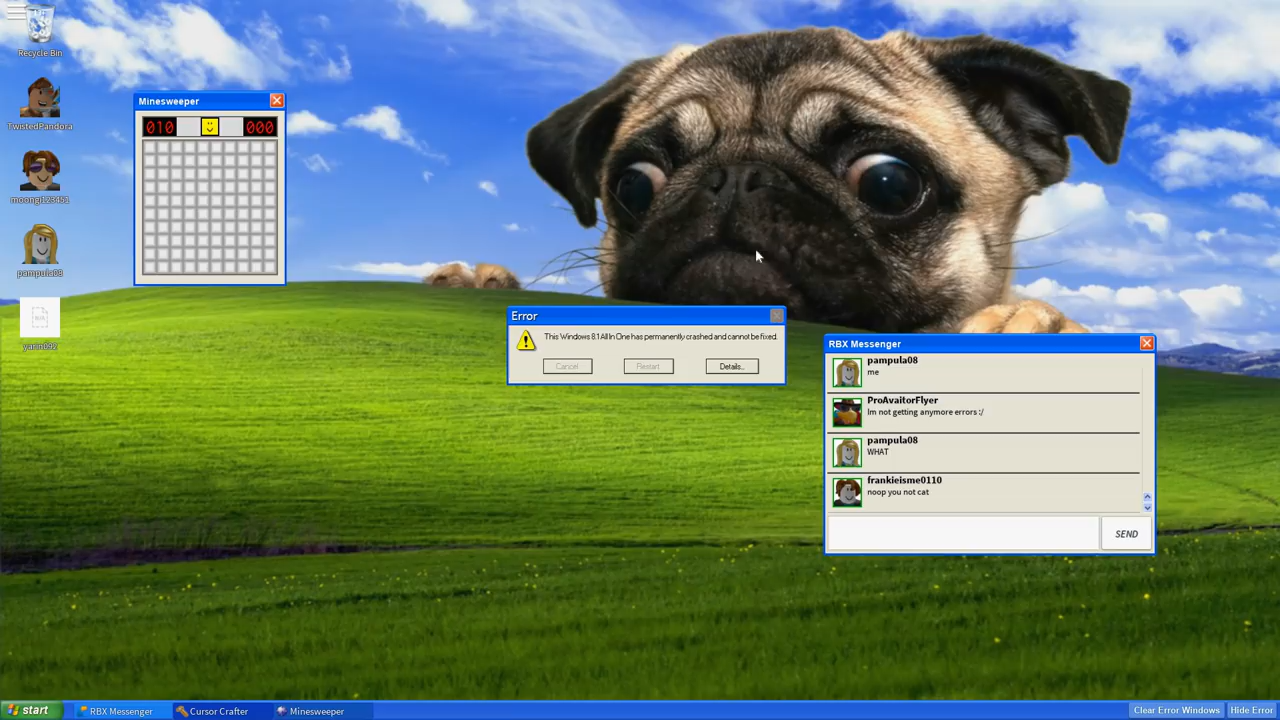 Recycle Bin
TwistedPandora
moongi123451
pampula08
yarin092
Minesweeper
010
000
Error
This Windows 8.1 All In One has permanently crashed and cannot be fixed.
Cancel
Restart
Details..
RBX Messenger
pampula08
me
ProAvaitorFlyer
Im not getting anymore errors :/
pampula08
WHAT
frankieisme0110
noop you not cat
SEND
start
RBX Messenger
Cursor Crafter
Minesweeper
Clear Error Windows
Hide Error